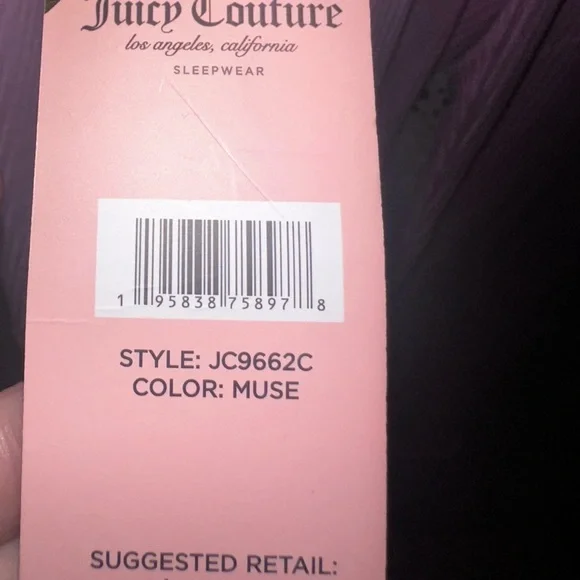 Juicy Couture
los angeles, california
SLEEPWEAR
1 95838 75897 8
STYLE: JC9662C
COLOR: MUSE
SUGGESTED RETAIL: